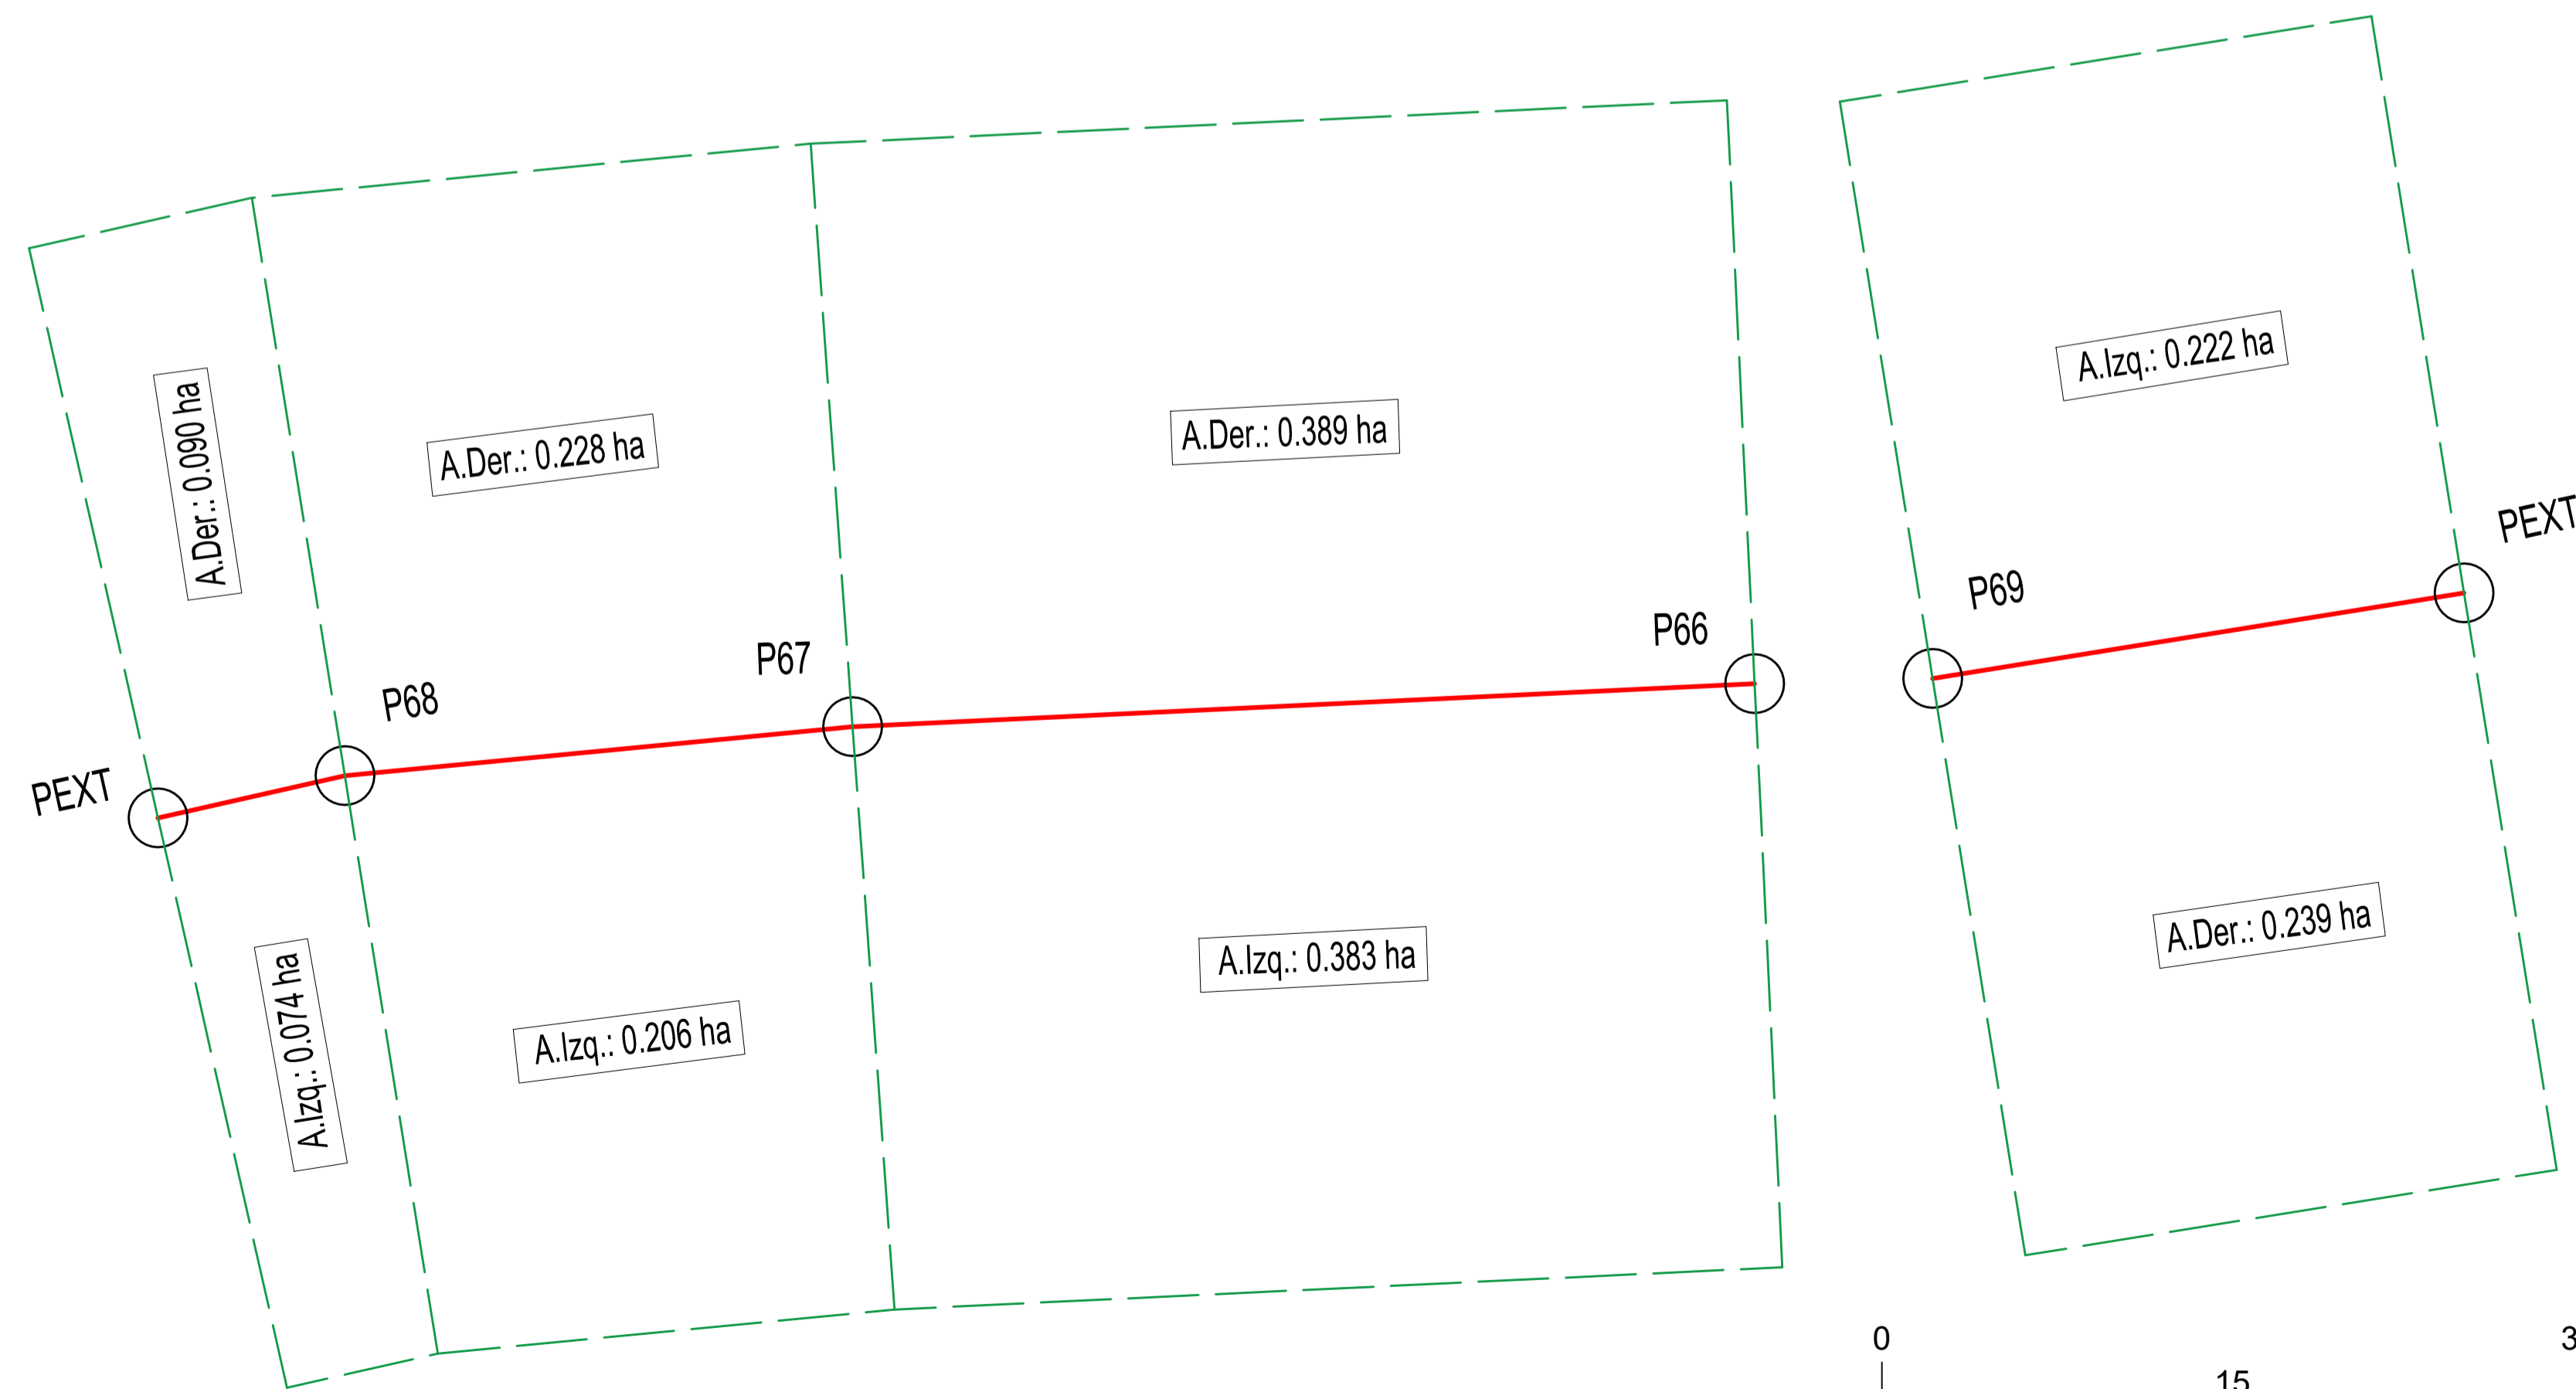 A.Der.: 0.090 ha
A.Der.: 0.228 ha
A.Der.: 0.389 ha
A.Izq.: 0.222 ha
PEXT
P68
P67
P66
P69
PEXT
A.Izq.: 0.074 ha
A.Izq.: 0.206 ha
A.Izq.: 0.383 ha
A.Der.: 0.239 ha
0
15